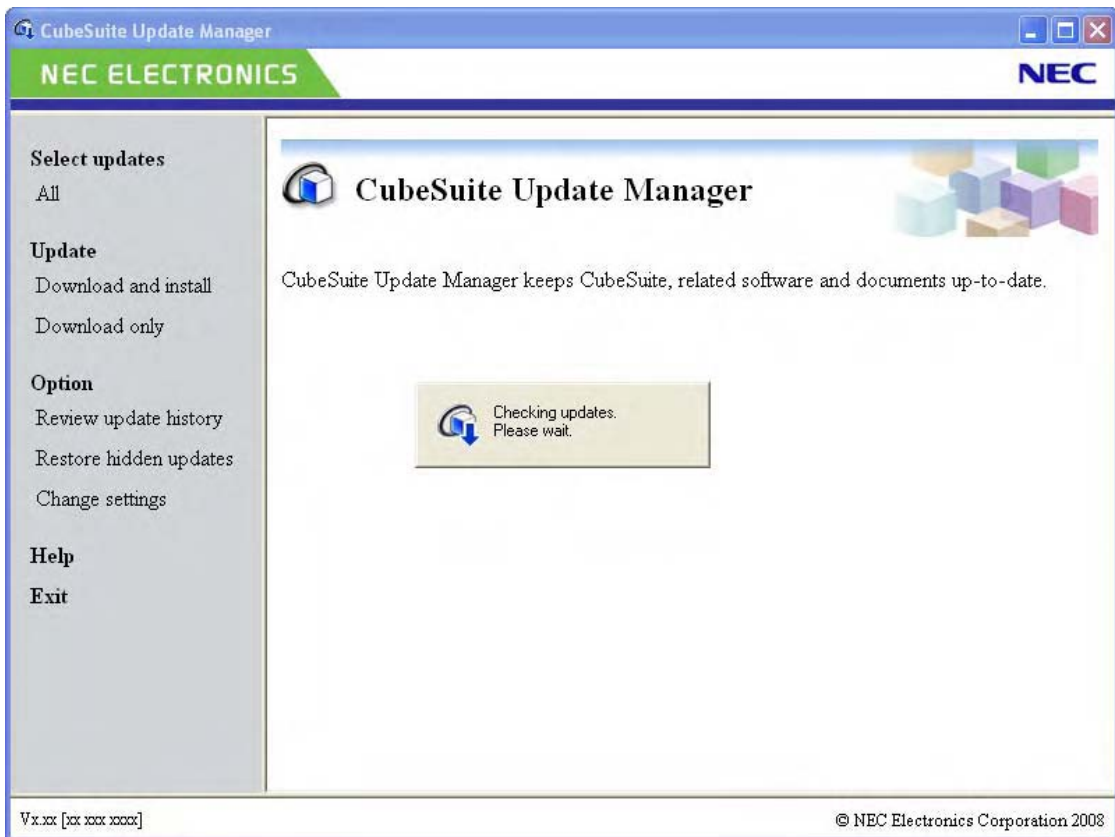 CubeSuite Update Manager
NEC ELECTRONICS
NEC
Select updates
All
Update
Download and install
Download only
Option
Review update history
Restore hidden updates
Change settings
Help
Exit
CubeSuite Update Manager
CubeSuite Update Manager keeps CubeSuite, related software and documents up-to-date.
Checking updates.
Please wait.
Vx.xx [xx xxx xxxx]
© NEC Electronics Corporation 2008